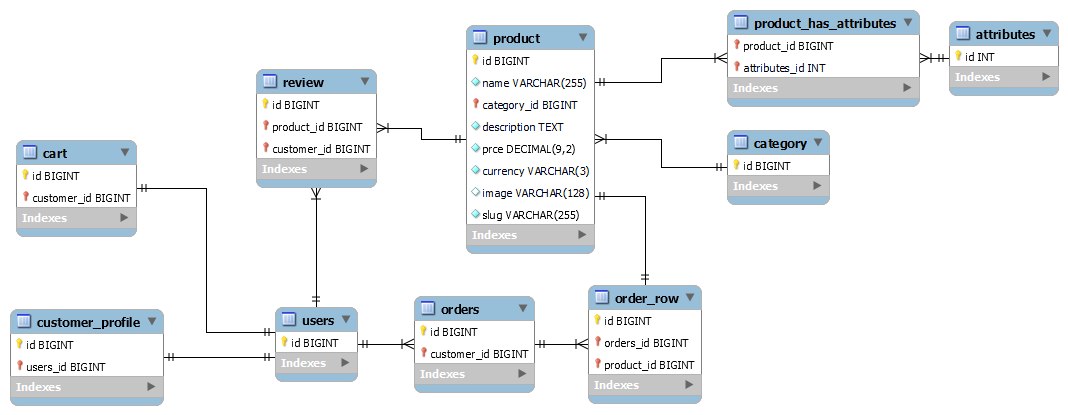 product
id BIGINT
name VARCHAR(255)
category_id BIGINT
description TEXT
prce DECIMAL(9,2)
currency VARCHAR(3)
image VARCHAR(128)
slug VARCHAR(255)
Indexes
product_has_attributes
product_id BIGINT
attributes_id INT
Indexes
attributes
id INT
Indexes
review
id BIGINT
product_id BIGINT
customer_id BIGINT
Indexes
category
id BIGINT
Indexes
cart
id BIGINT
customer_id BIGINT
Indexes
customer_profile
id BIGINT
users_id BIGINT
Indexes
users
id BIGINT
Indexes
orders
id BIGINT
customer_id BIGINT
Indexes
order_row
id BIGINT
orders_id BIGINT
product_id BIGINT
Indexes